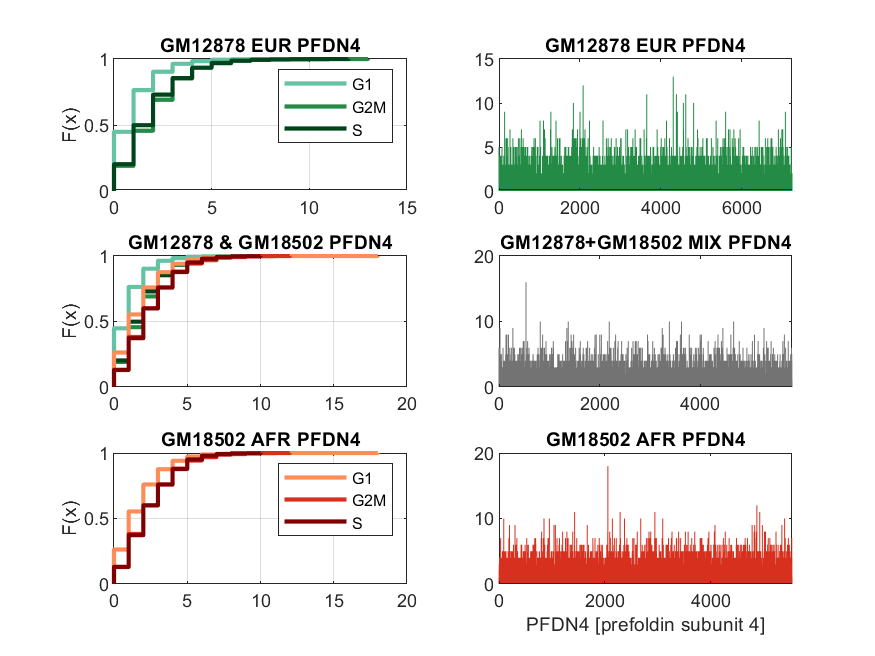 GM12878 EUR PFDN4
F(x)
1
0.5
0
0
5
10
15
G1
G2M
S
GM12878 EUR PFDN4
15
10
5
0
0
2000
4000
6000
GM12878 & GM18502 PFDN4
F(x)
1
0.5
0
0
5
10
15
20
GM12878+GM18502 MIX PFDN4
20
10
0
0
2000
4000
GM18502 AFR PFDN4
F(x)
1
0.5
0
0
5
10
15
20
G1
G2M
S
GM18502 AFR PFDN4
20
10
0
0
2000
4000
PFDN4 [prefoldin subunit 4]